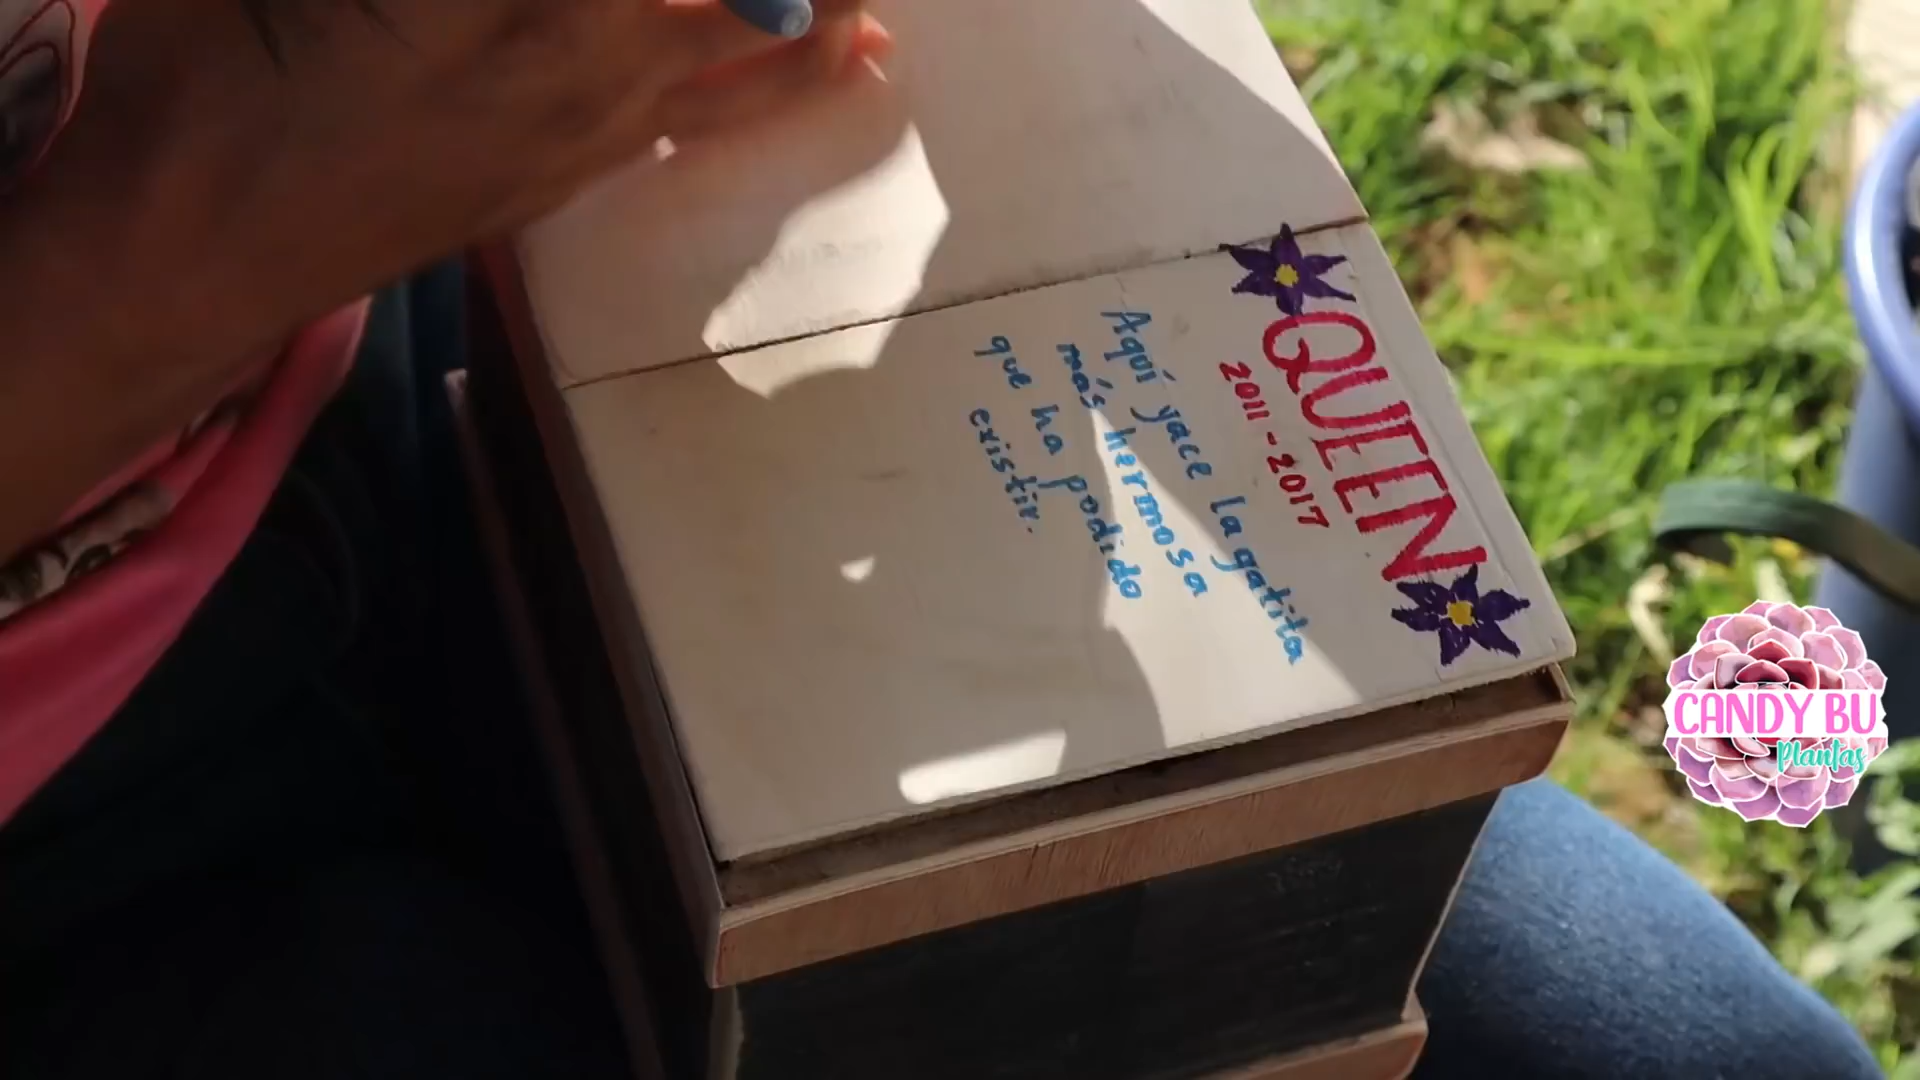 QUEEN
2011-2017
Aquí yace la gatita
más hermosa
que ha podido
existir.
CANDY BU
Plantas